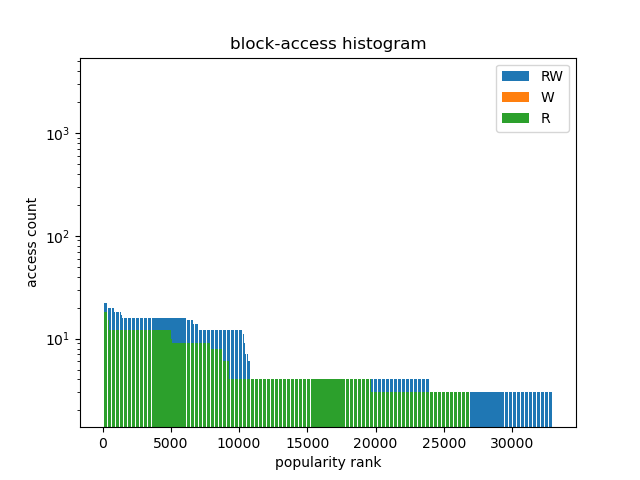 block-access histogram
RW
W
R
10³
10²
10¹
access count
0 5000 10000 15000 20000 25000 30000
popularity rank